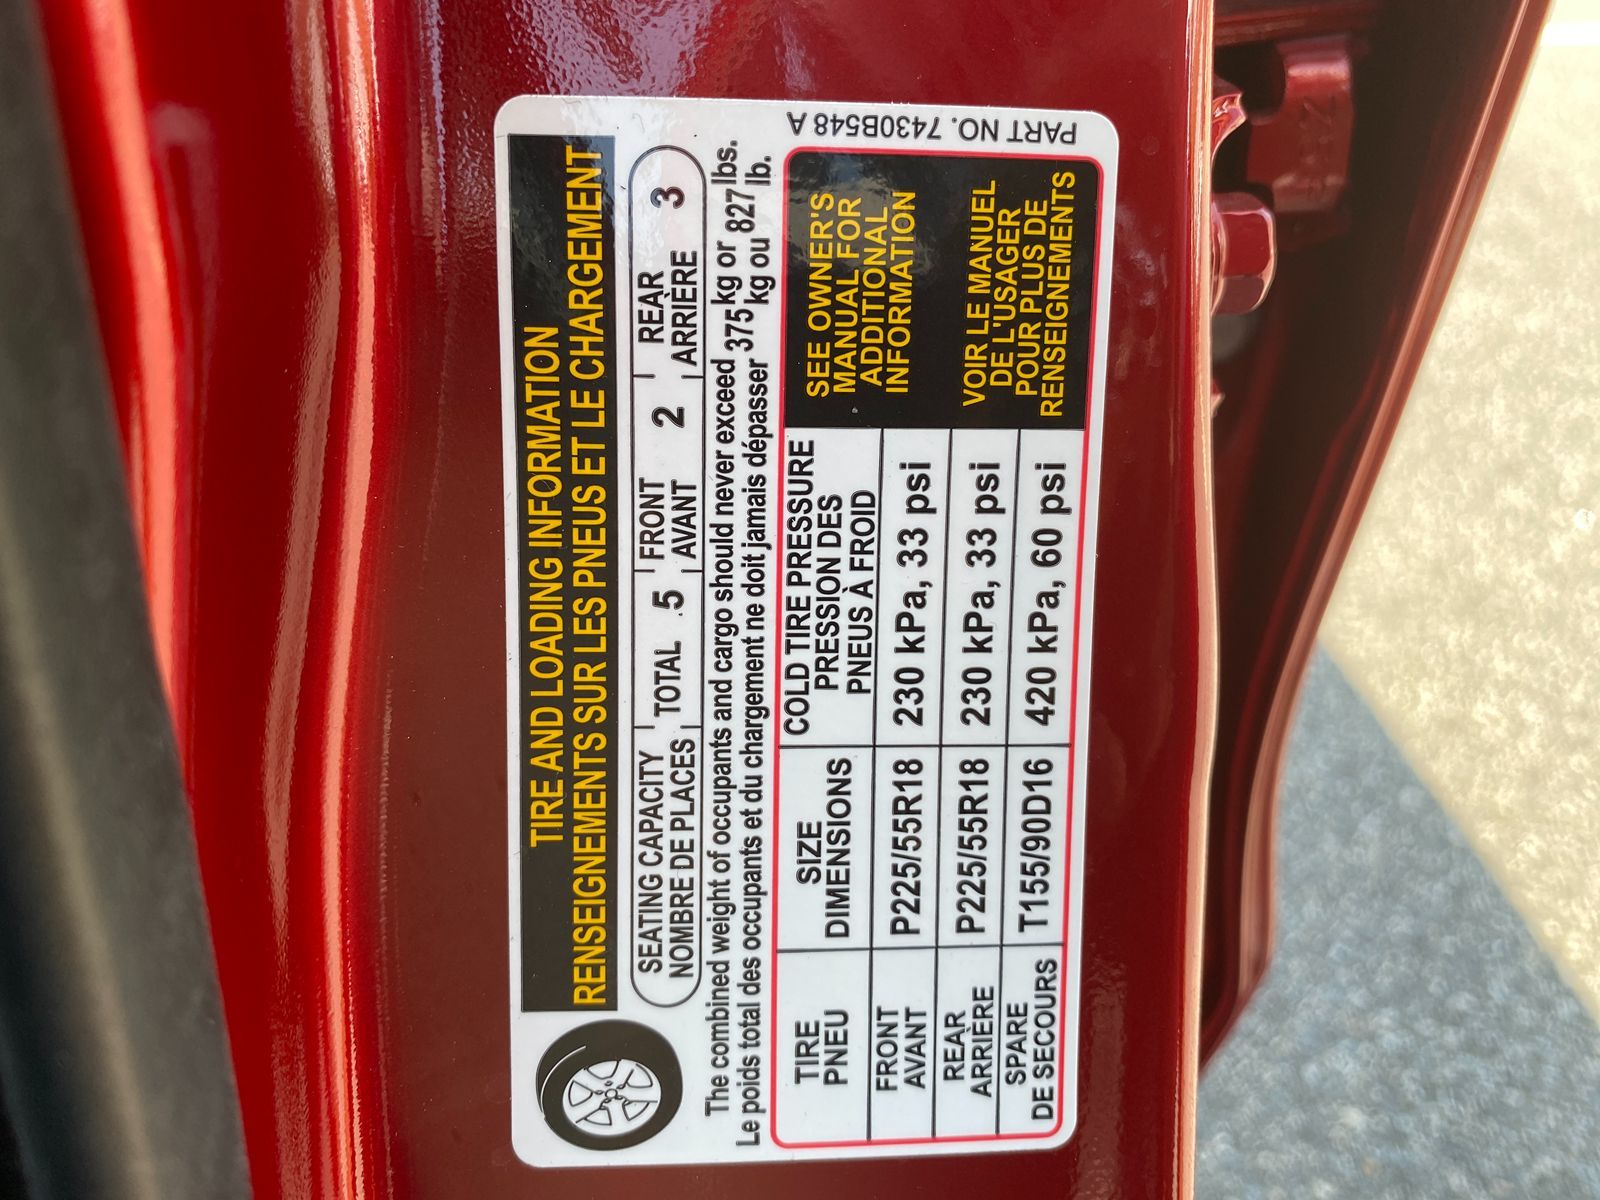 TIRE AND LOADING INFORMATION
RENSEIGNEMENTS SUR LES PNEUS ET LE CHARGEMENT
SEATING CAPACITY
NOMBRE DE PLACES
TOTAL 5
FRONT
AVANT
2
REAR
ARRIÈRE
3
The combined weight of occupants and cargo should never exceed 375 kg or 827 lbs.
Le poids total des occupants et du chargement ne doit jamais dépasser 375 kg ou 827 lb.
TIRE
PNEU
SIZE
DIMENSIONS
COLD TIRE PRESSURE
PRESSION DES
PNEUS À FROID
FRONT
AVANT
P225/55R18
230 kPa, 33 psi
REAR
ARRIÈRE
P225/55R18
230 kPa, 33 psi
SPARE
DE SECOURS
T155/90D16
420 kPa, 60 psi
SEE OWNER'S
MANUAL FOR
ADDITIONAL
INFORMATION
VOIR LE MANUEL
DE L'USAGER
POUR PLUS DE
RENSEIGNEMENTS
PART NO. 7430B548 A